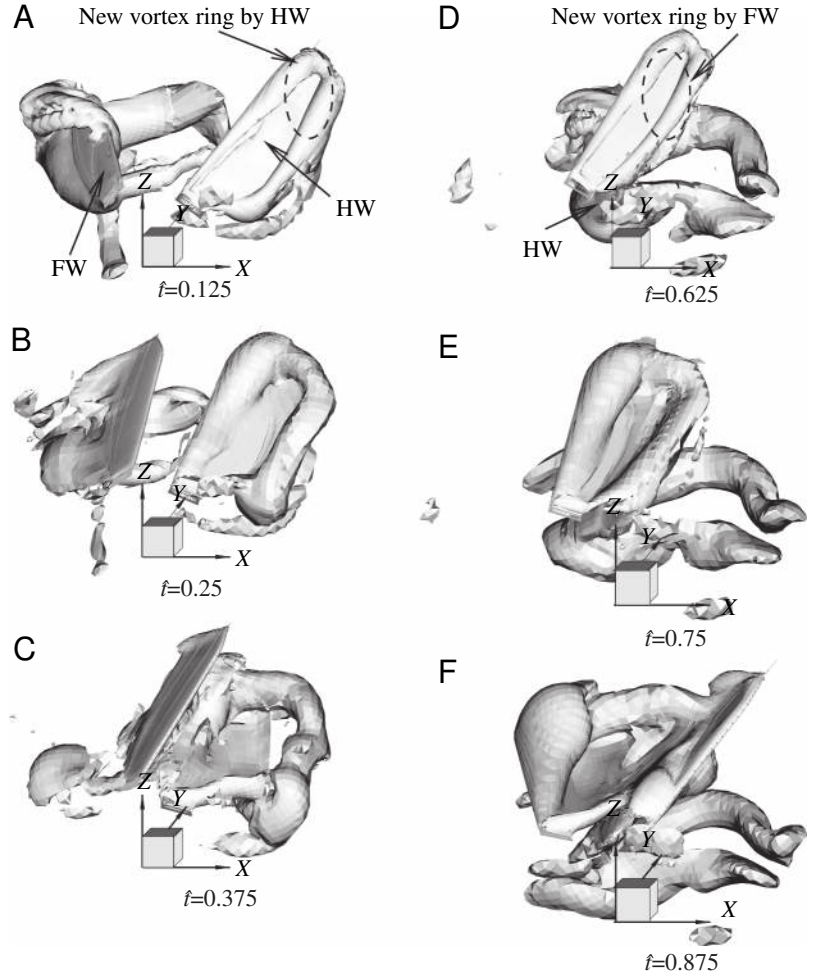 A
New vortex ring by HW
Z
Y
HW
FW
X
t̂=0.125
B
Z
Y
X
t̂=0.25
C
Z
Y
X
t̂=0.375
D
New vortex ring by FW
Z
Y
HW
X
t̂=0.625
E
Z
Y
X
t̂=0.75
F
Z
Y
X
t̂=0.875